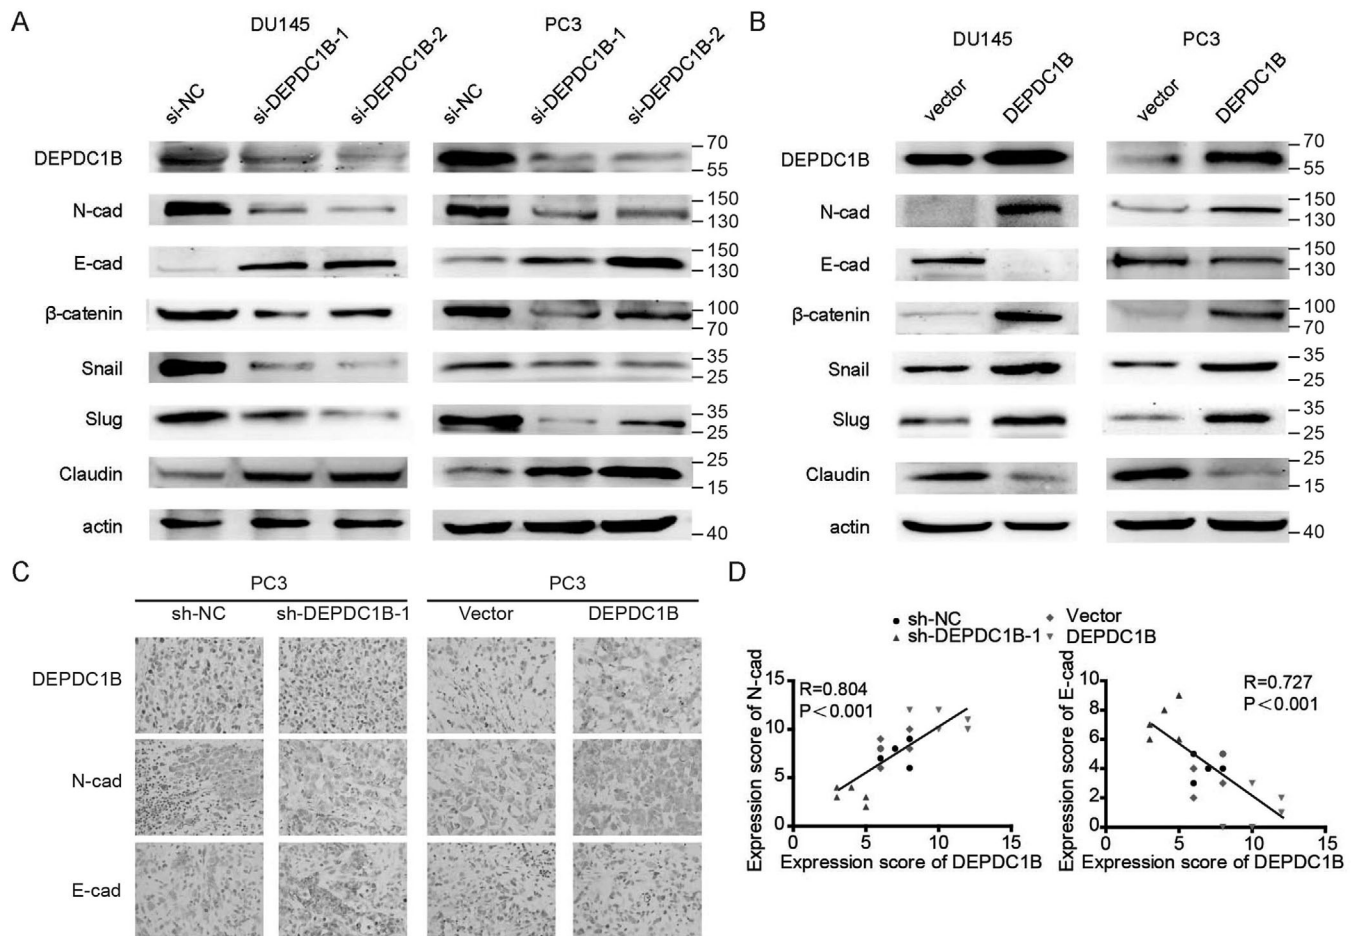 A
DU145
PC3
si-NC
si-DEPDC1B-1
si-DEPDC1B-2
si-NC
si-DEPDC1B-1
si-DEPDC1B-2
DEPDC1B
70
55
N-cad
150
130
E-cad
150
130
β-catenin
100
70
Snail
35
25
Slug
35
25
Claudin
25
15
actin
40
B
DU145
PC3
vector
DEPDC1B
vector
DEPDC1B
DEPDC1B
70
55
N-cad
150
130
E-cad
150
130
β-catenin
100
70
Snail
35
25
Slug
35
25
Claudin
25
15
actin
40
C
PC3
PC3
sh-NC
sh-DEPDC1B-1
Vector
DEPDC1B
DEPDC1B
N-cad
E-cad
D
sh-NC
Vector
sh-DEPDC1B-1
DEPDC1B
Expression score of N-cad
15
10
5
0
R=0.804
P<0.001
0
5
10
15
Expression score of DEPDC1B
Expression score of E-cad
10
8
6
4
2
0
R=0.727
P<0.001
0
5
10
15
Expression score of DEPDC1B